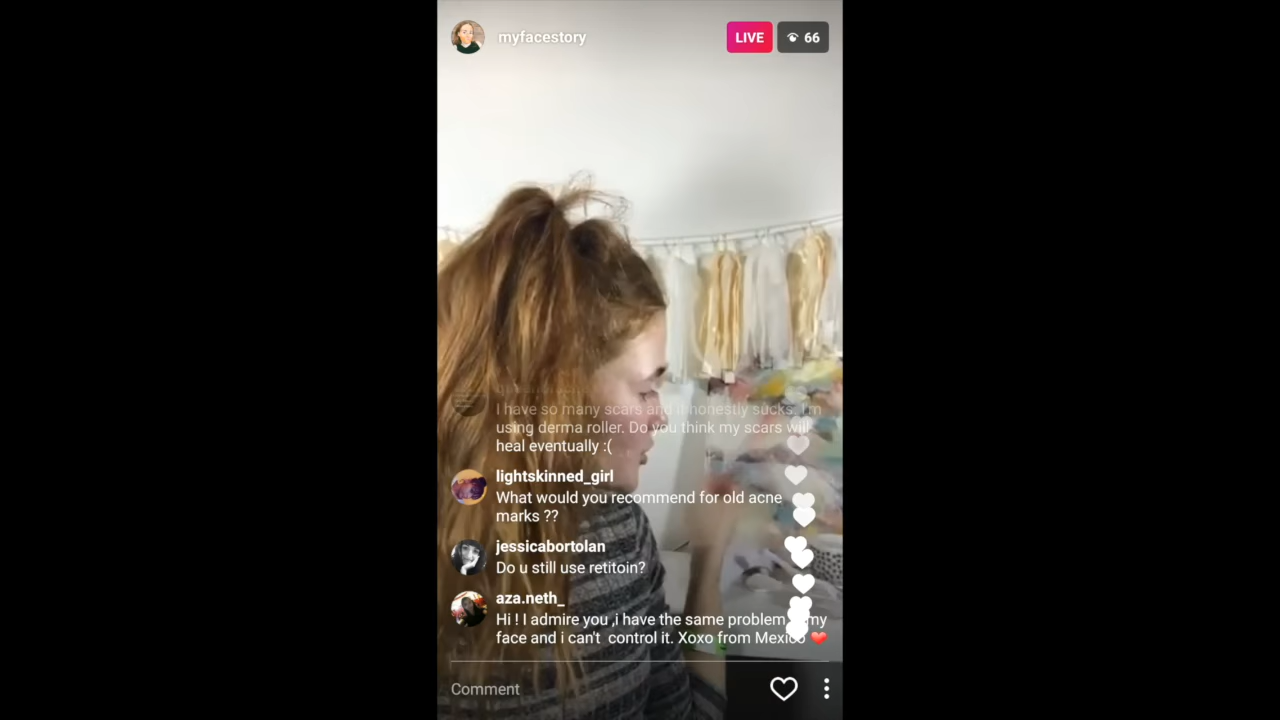 myfacestory
LIVE
66
I have so many scars and it honestly sucks. I'm
using derma roller. Do you think my scars will
heal eventually :(
lightskinned_girl
What would you recommend for old acne
marks ??
jessicabortolan
Do u still use retitoin?
aza.neth_
Hi ! I admire you ,i have the same problem my
face and i can't control it. Xoxo from Mexico ❤️
Comment